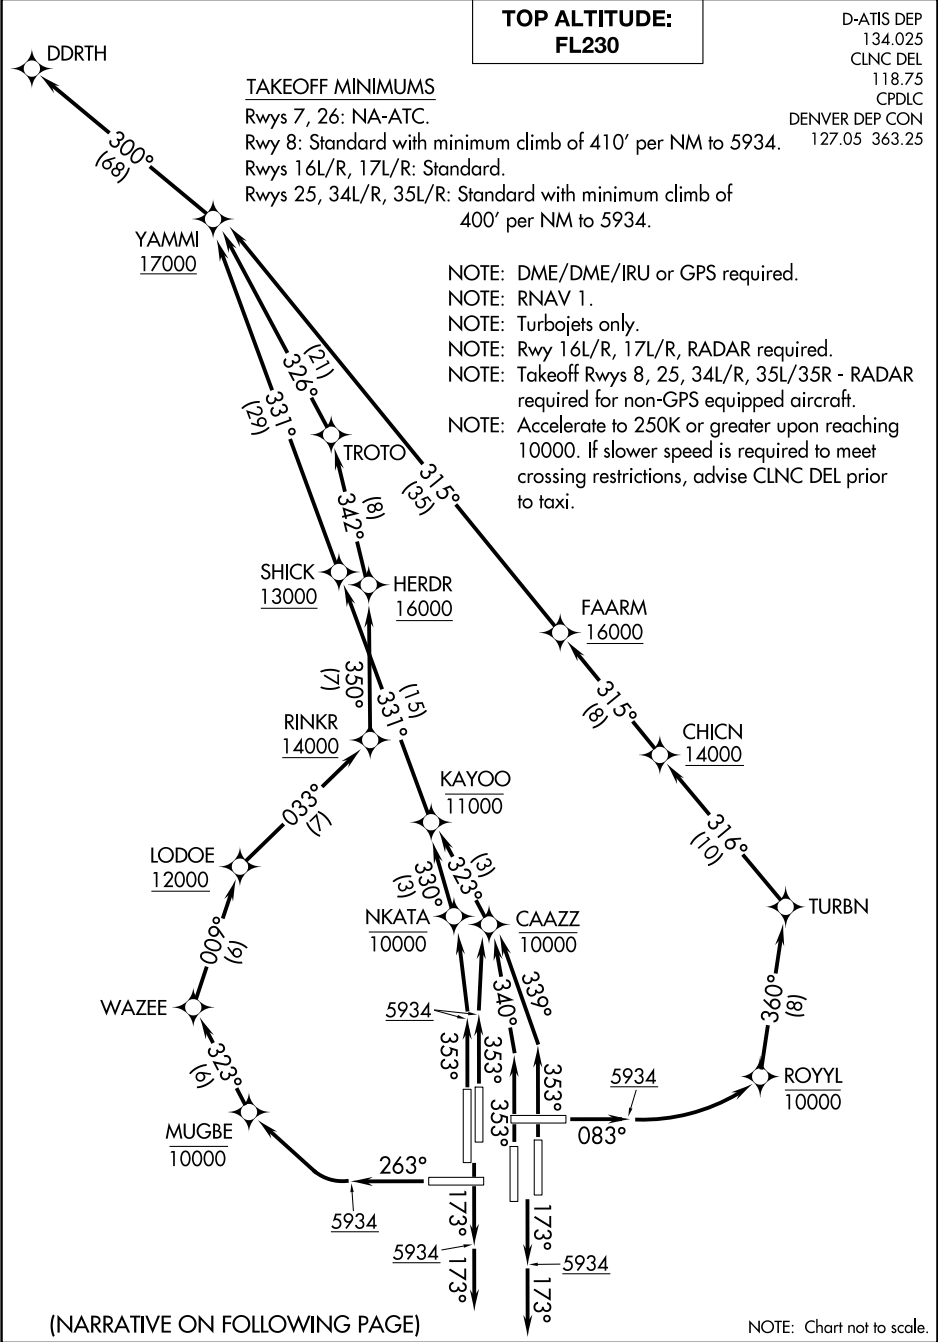 TOP ALTITUDE:
FL230
D-ATIS DEP
134.025
CLNC DEL
118.75
CPDLC
DENVER DEP CON
127.05 363.25
DDRTH
TAKEOFF MINIMUMS
Rwys 7, 26: NA-ATC.
Rwy 8: Standard with minimum climb of 410' per NM to 5934.
Rwys 16L/R, 17L/R: Standard.
Rwys 25, 34L/R, 35L/R: Standard with minimum climb of
400' per NM to 5934.
300°
(68)
YAMMI
17000
NOTE: DME/DME/IRU or GPS required.
NOTE: RNAV 1.
NOTE: Turbojets only.
NOTE: Rwy 16L/R, 17L/R, RADAR required.
NOTE: Takeoff Rwys 8, 25, 34L/R, 35L/35R - RADAR
required for non-GPS equipped aircraft.
NOTE: Accelerate to 250K or greater upon reaching
10000. If slower speed is required to meet
crossing restrictions, advise CLNC DEL prior
to taxi.
(21)
326°
331°
(29)
TROTO
315°
(35)
(8)
342°
SHICK
13000
HERDR
16000
FAARM
16000
350°
(7)
(15)
331°
315°
(8)
RINKR
14000
CHICN
14000
KAYOO
11000
033°
(7)
316°
(10)
LODOE
12000
(3)
323°
330°
(3)
NKATA
10000
CAAZZ
10000
TURBN
009°
(9)
WAZEE
5934
340°
339°
360°
(8)
323°
(6)
353°
353°
353°
353°
5934
ROYYL
10000
MUGBE
10000
083°
263°
5934
173°
173°
5934
5934
173°
173°
(NARRATIVE ON FOLLOWING PAGE)
NOTE: Chart not to scale.